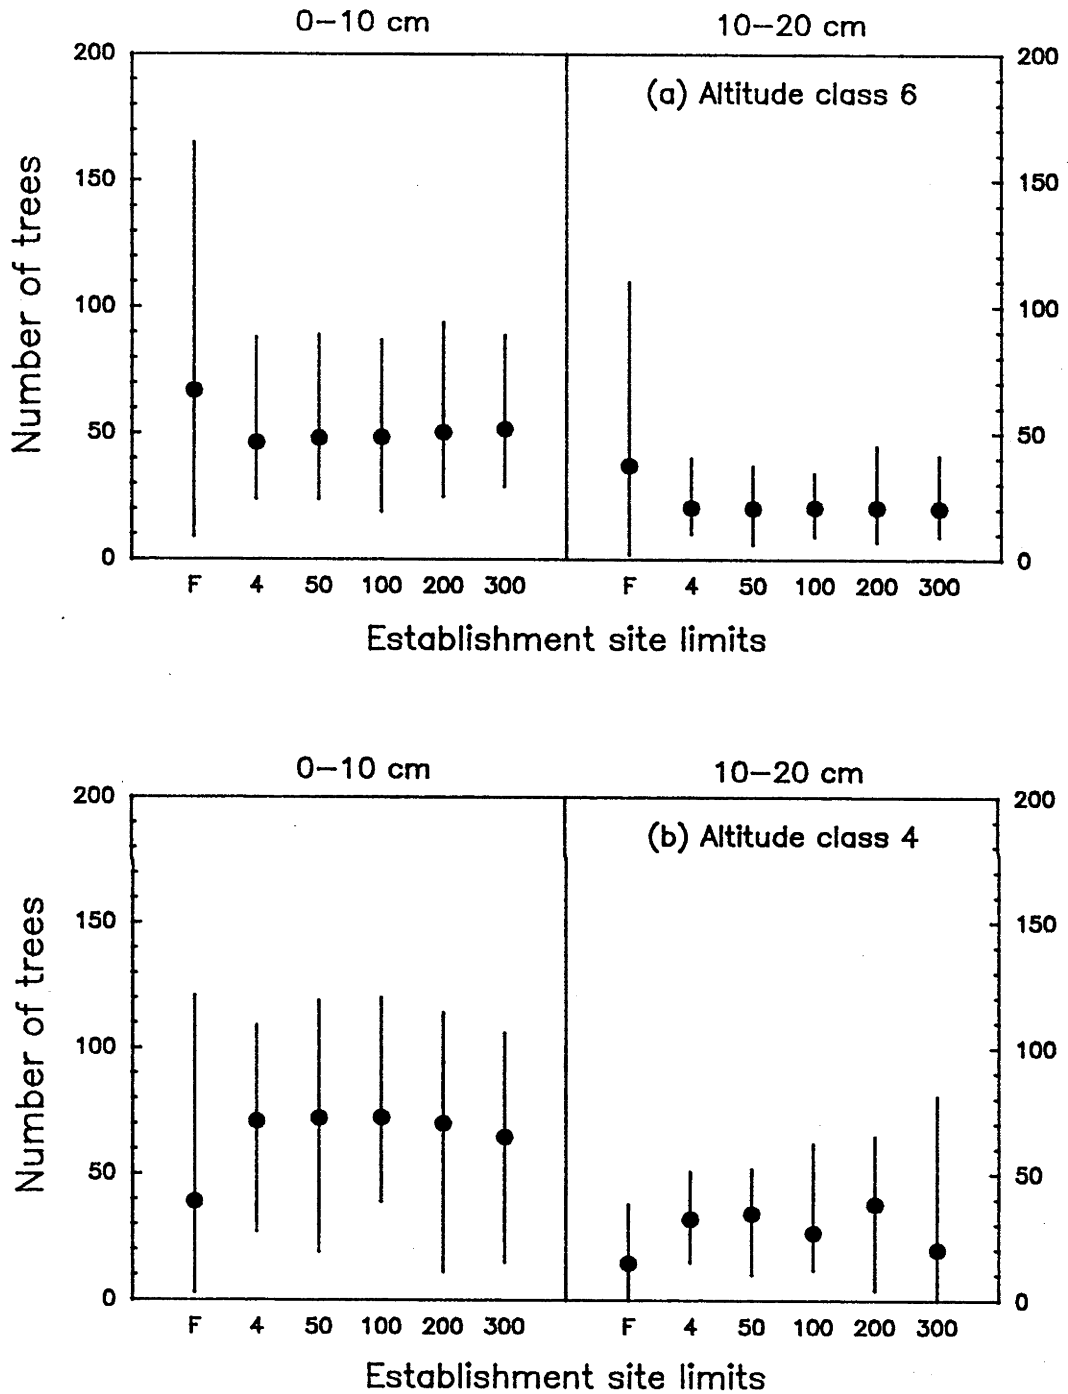 0–10 cm 10–20 cm
200 200
(a) Altitude class 6
150 150
100 100
50 50
0 0
Number of trees
F 4 50 100 200 300 F 4 50 100 200 300
Establishment site limits
0–10 cm 10–20 cm
200 200
(b) Altitude class 4
150 150
100 100
50 50
0 0
Number of trees
F 4 50 100 200 300 F 4 50 100 200 300
Establishment site limits